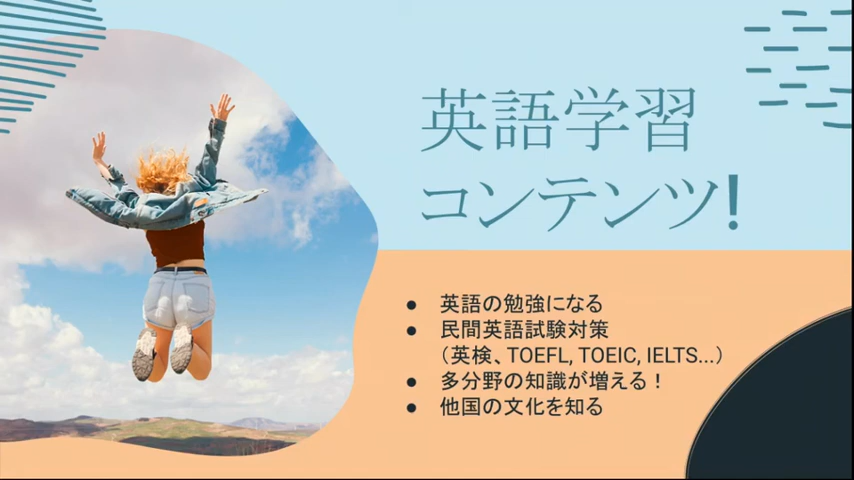 英語学習
コンテンツ!
● 英語の勉強になる
● 民間英語試験対策
（英検、TOEFL, TOEIC, IELTS...）
● 多分野の知識が増える！
● 他国の文化を知る